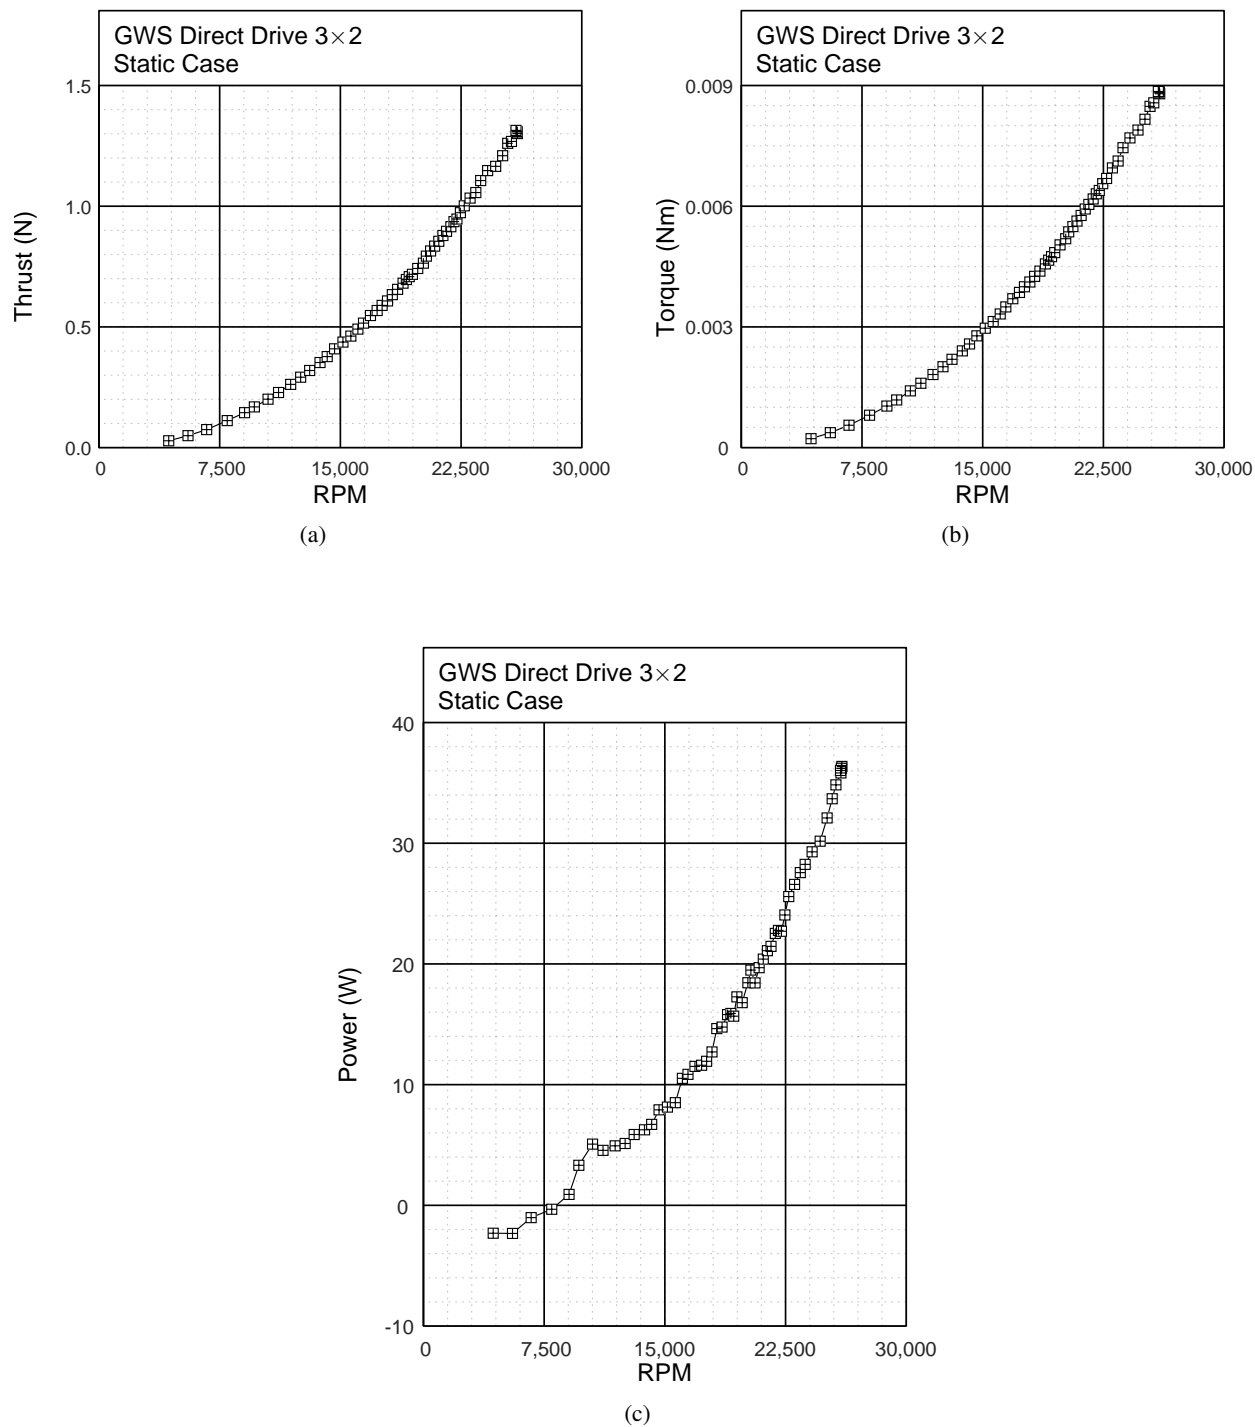 GWS Direct Drive 3×2
Static Case
1.5
1.0
0.5
0.0
Thrust (N)
0
7,500
15,000
22,500
30,000
RPM
(a)
GWS Direct Drive 3×2
Static Case
0.009
0.006
0.003
0
Torque (Nm)
0
7,500
15,000
22,500
30,000
RPM
(b)
GWS Direct Drive 3×2
Static Case
40
30
20
10
0
-10
Power (W)
0
7,500
15,000
22,500
30,000
RPM
(c)